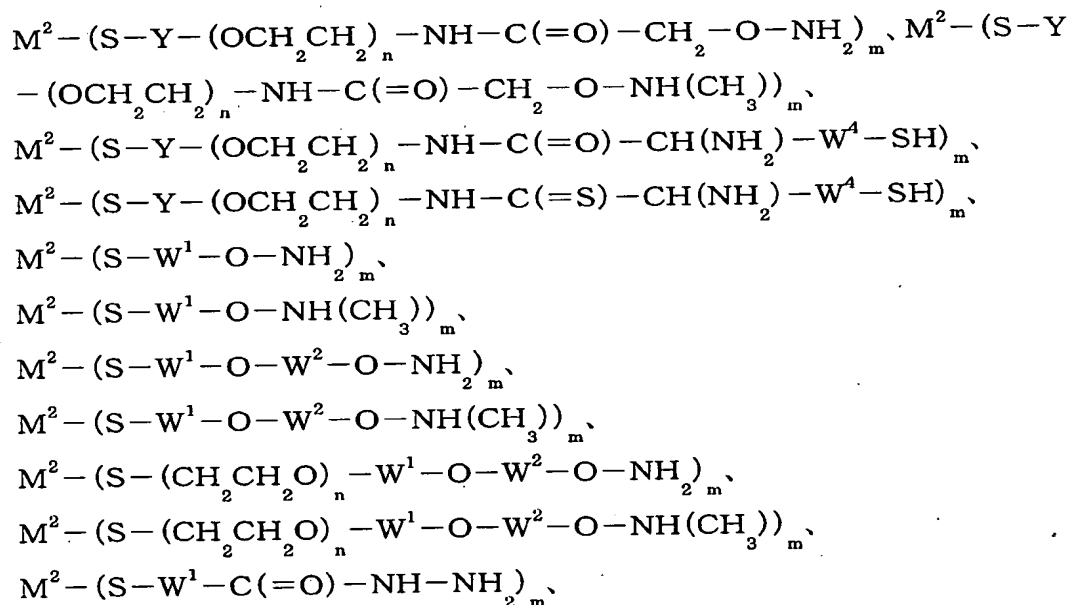 M²−(S−Y−(OCH₂CH₂)ₙ−NH−C(=O)−CH₂−O−NH₂)ₘ、M²−(S−Y
−(OCH₂CH₂)ₙ−NH−C(=O)−CH₂−O−NH(CH₃))ₘ、
M²−(S−Y−(OCH₂CH₂)ₙ−NH−C(=O)−CH(NH₂)−W⁴−SH)ₘ、
M²−(S−Y−(OCH₂CH₂)ₙ−NH−C(=S)−CH(NH₂)−W⁴−SH)ₘ、
M²−(S−W¹−O−NH₂)ₘ、
M²−(S−W¹−O−NH(CH₃))ₘ、
M²−(S−W¹−O−W²−O−NH₂)ₘ、
M²−(S−W¹−O−W²−O−NH(CH₃))ₘ、
M²−(S−(CH₂CH₂O)ₙ−W¹−O−W²−O−NH₂)ₘ、
M²−(S−(CH₂CH₂O)ₙ−W¹−O−W²−O−NH(CH₃))ₘ、
M²−(S−W¹−C(=O)−NH−NH₂)ₘ、